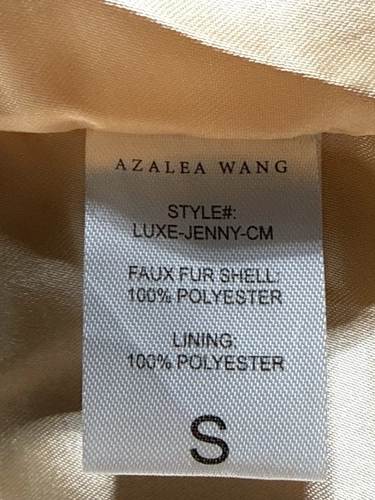 AZALEA WANG
STYLE#:
LUXE-JENNY-CM
FAUX FUR SHELL:
100% POLYESTER
LINING:
100% POLYESTER
S